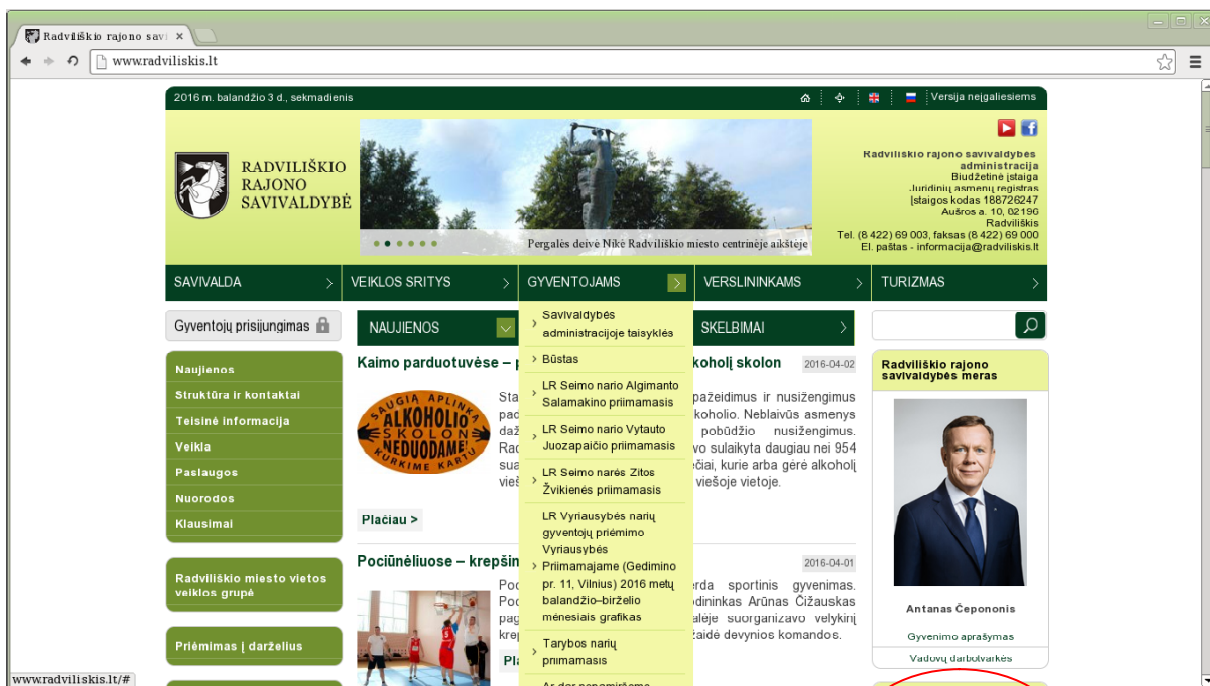 Radviliškio rajono savi
www.radviliskis.lt
2016 m. balandžio 3 d., sekmadienis
Versija neįgaliesiems
RADVILIŠKIO
RAJONO
SAVIVALDYBĖ
Pergalės deivė Nikė Radviliškio miesto centrinėje aikštėje
Radviliškio rajono savivaldybės
administracija
Biudžetinė įstaiga
Juridinių asmenų registras
Įstaigos kodas 188726247
Aušros a. 10, 02196
Radviliškis
Tel. (8 422) 69 003, faksas (8 422) 69 000
El. paštas - informacija@radviliskis.lt
SAVIVALDA
VEIKLOS SRITYS
GYVENTOJAMS
VERSLININKAMS
TURIZMAS
Gyventojų prisijungimas
NAUJIENOS
SKELBIMAI
Naujienos
Struktūra ir kontaktai
Teisinė informacija
Veikla
Paslaugos
Nuorodos
Klausimai
Radviliškio miesto vietos
veiklos grupė
Priėmimas į darželius
Savivaldybės
administracijoje taisyklės
Būstas
LR Seimo nario Algimanto
Salamakino priimamasis
LR Seimo nario Vytauto
Juozapaičio priimamasis
LR Seimo narės Zitos
Žvikienės priimamasis
LR Vyriausybės narių
gyventojų priėmimo
Vyriausybės
Priimamajame (Gedimino
pr. 11, Vilnius) 2016 metų
balandžio–birželio
mėnesiais grafikas
Tarybos narių
priimamasis
Kaimo parduotuvėse – p
koholį skolon
2016-04-02
SAUGIĄ APLINKĄ
ALKOHOLIO
SKOLON
NEDUODAME!
KURKIME KARTU
Sta
pažeidimus ir nusižengimus
pad
koholio. Neblaivūs asmenys
daž
pobūdžio nusižengimus.
Rad
vo sulaikyta daugiau nei 954
sua
čiai, kurie arba gėrė alkoholį
vieš
viešoje vietoje.
Plačiau >
Pociūnėliuose – krepšin
2016-04-01
Poc
rda sportinis gyvenimas.
Poc
dininkas Arūnas Čižauskas
pag
alėje suorganizavo velykinį
krep
žaidė devynios komandos.
Pla
Radviliškio rajono
savivaldybės meras
Antanas Čepononis
Gyvenimo aprašymas
Vadovų darbotvarkės
www.radviliskis.lt/#